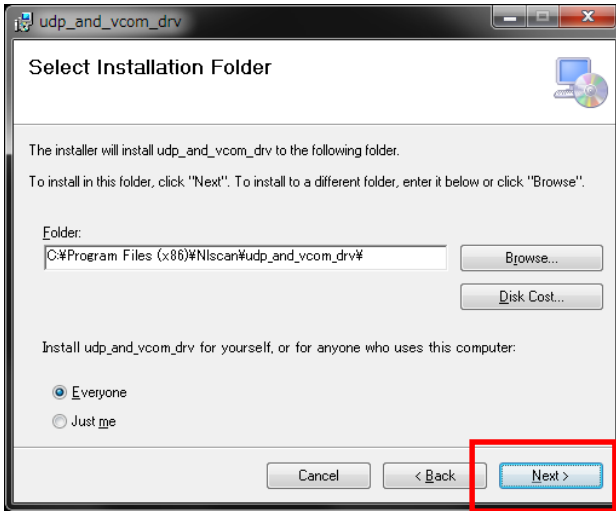 udp_and_vcom_drv
Select Installation Folder
The installer will install udp_and_vcom_drv to the following folder.
To install in this folder, click "Next". To install to a different folder, enter it below or click "Browse".
Folder:
C:¥Program Files (x86)¥Nlscan¥udp_and_vcom_drv¥
Browse...
Disk Cost...
Install udp_and_vcom_drv for yourself, or for anyone who uses this computer:
Everyone
Just me
Cancel
< Back
Next >